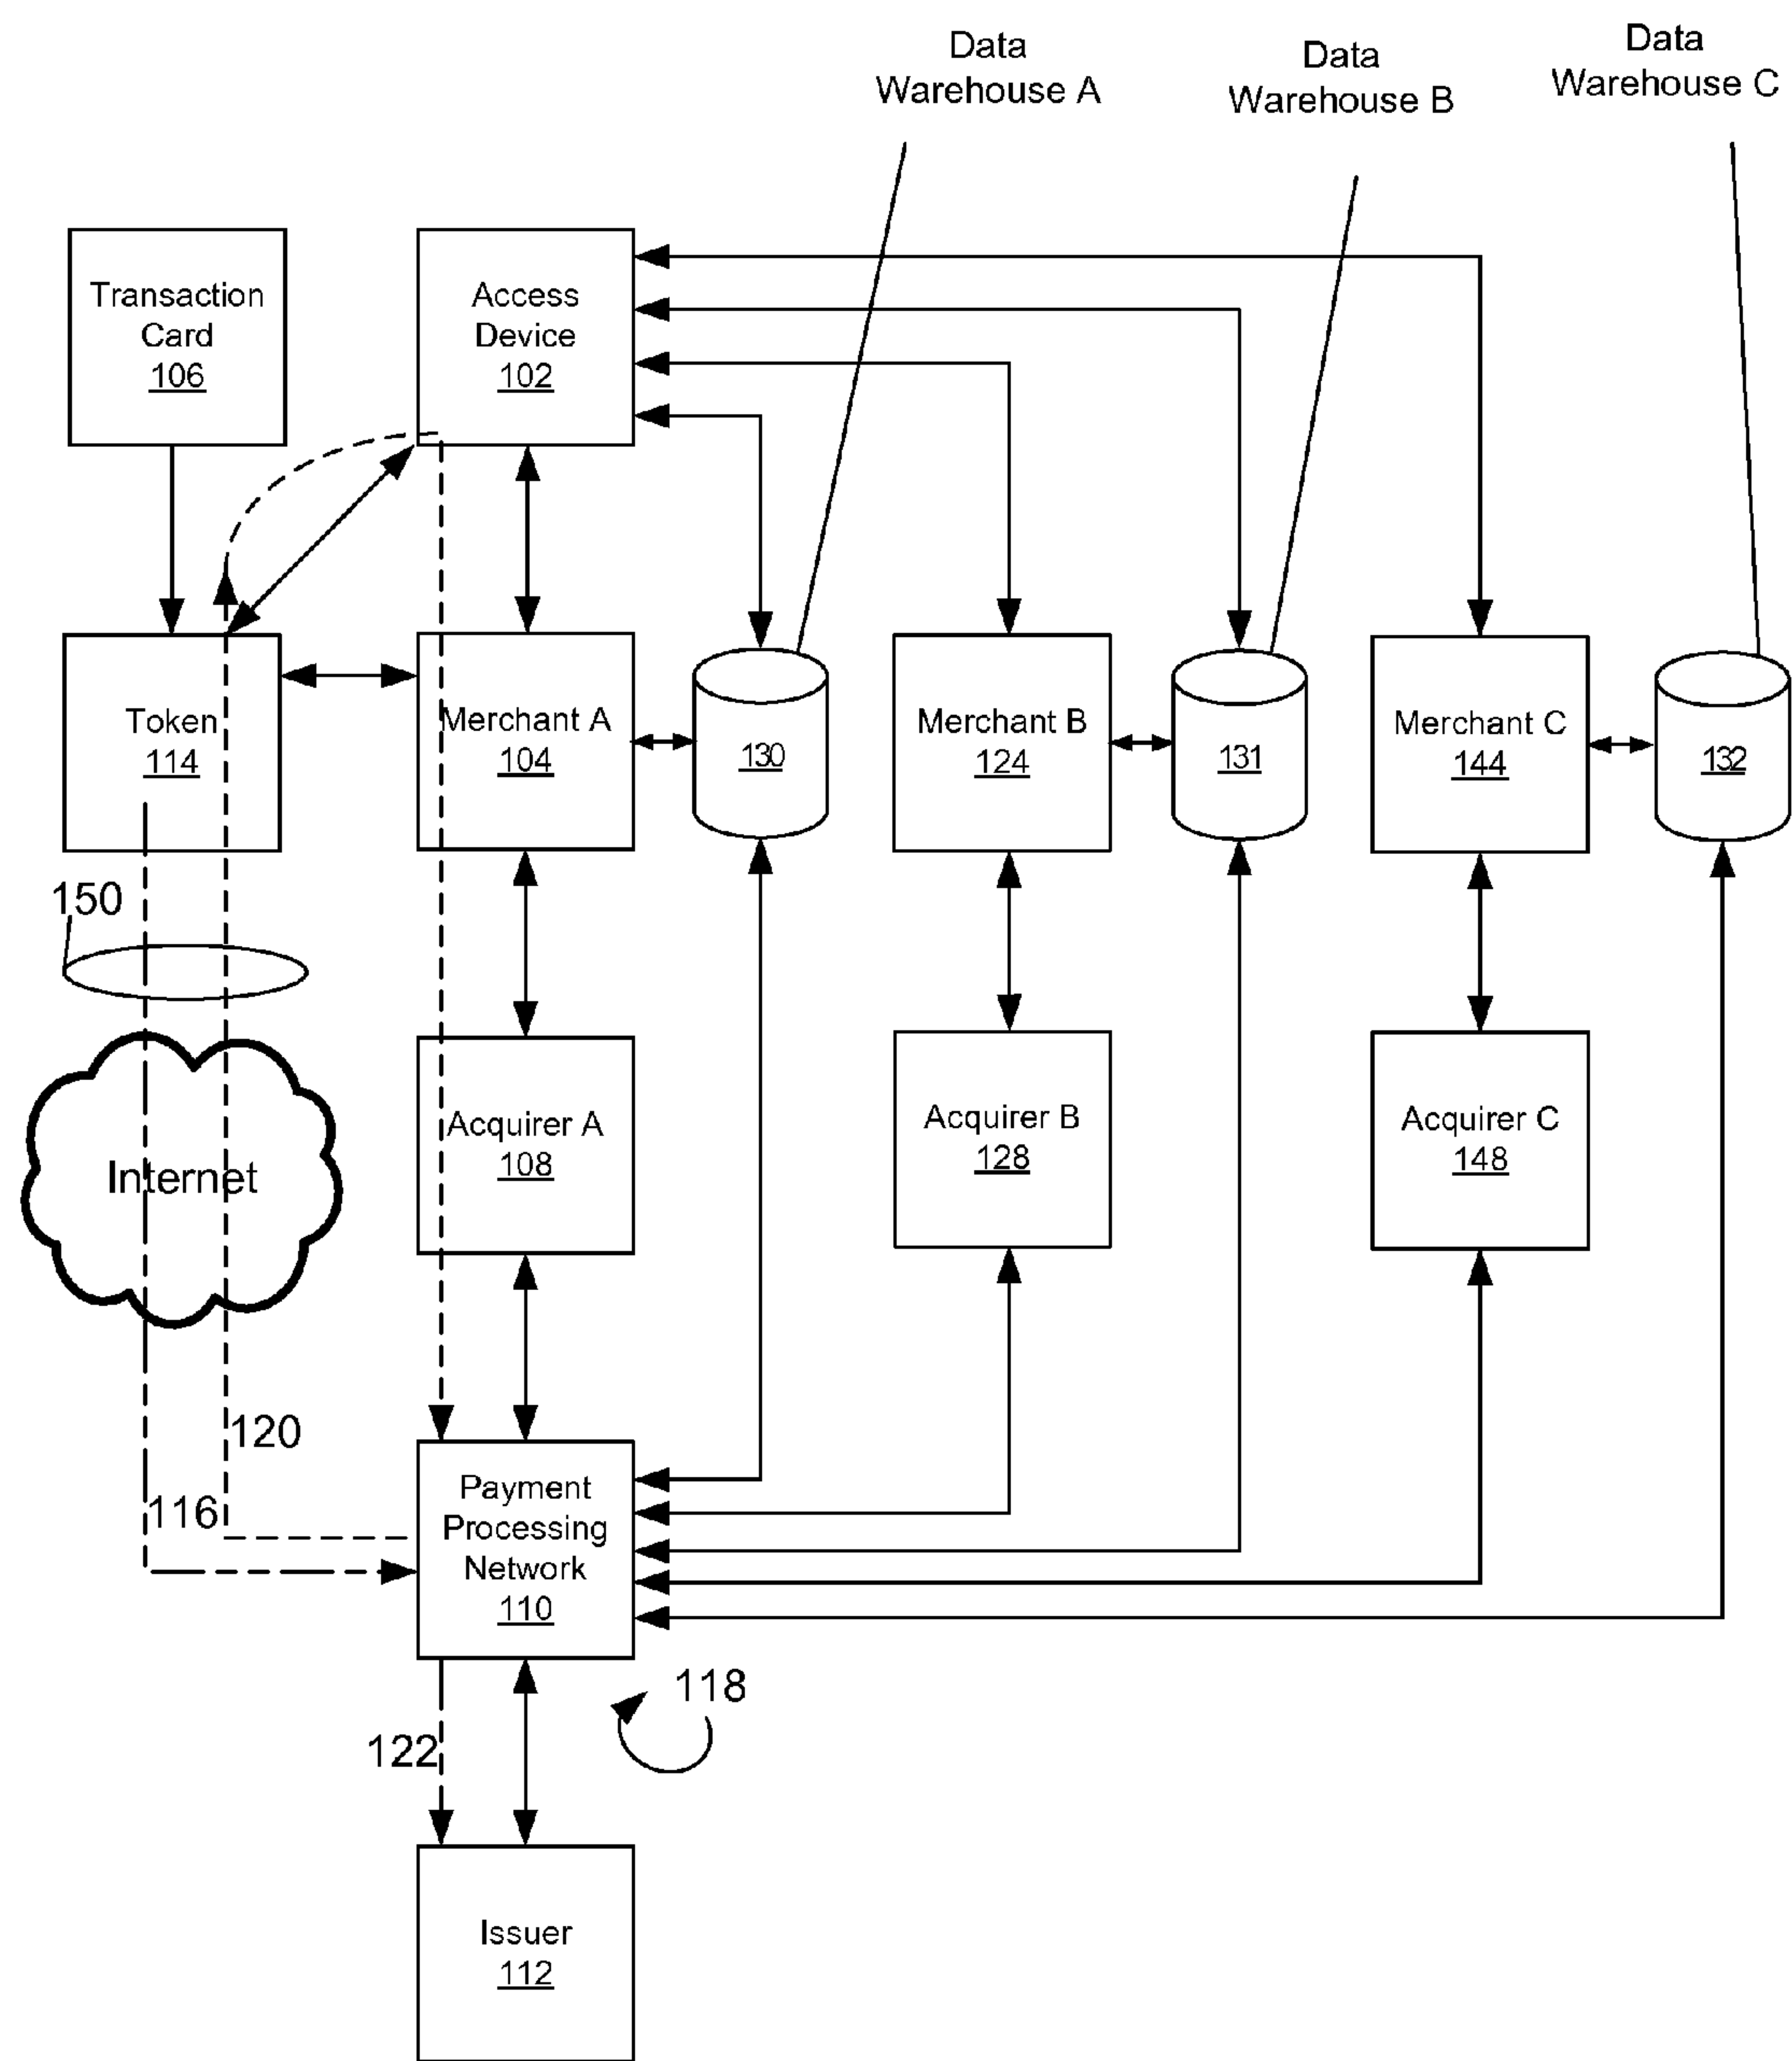 Data
Warehouse A
Data
Warehouse B
Data
Warehouse C
Transaction
Card
106
Access
Device
102
Token
114
Merchant A
104
130
Merchant B
124
131
Merchant C
144
132
150
Internet
Acquirer A
108
Acquirer B
128
Acquirer C
148
120
116
Payment
Processing
Network
110
118
122
Issuer
112